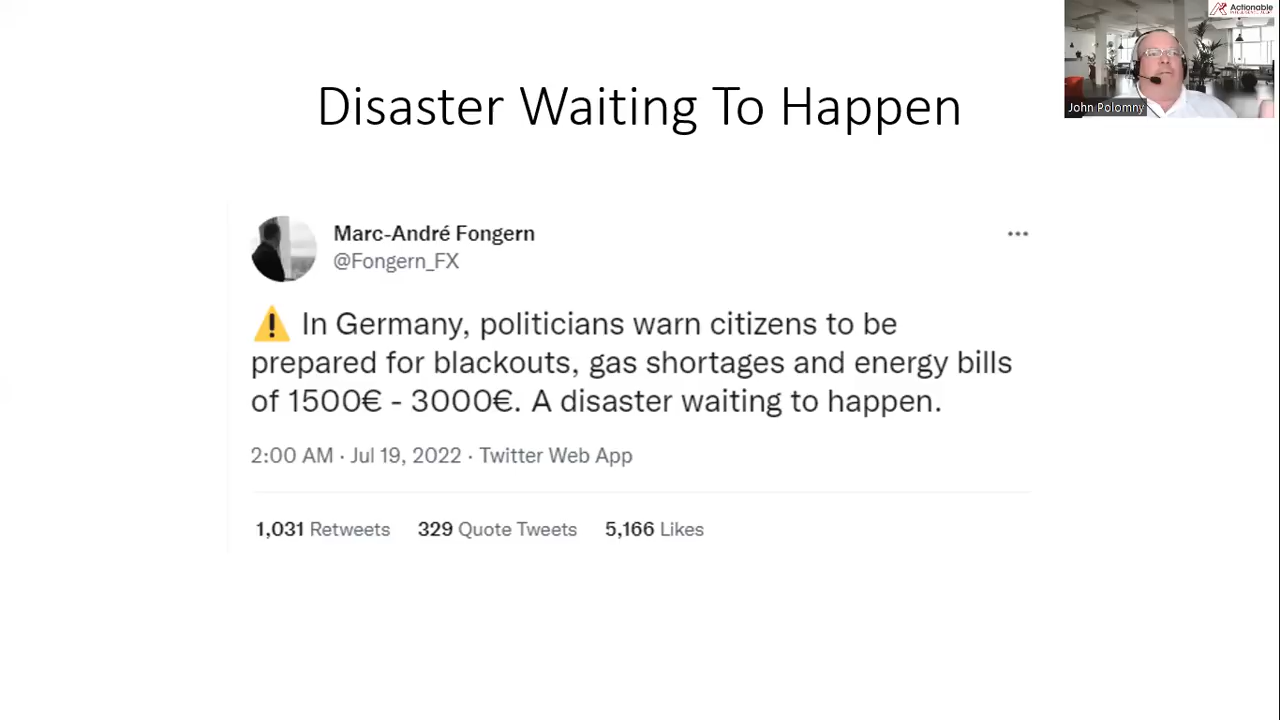 Disaster Waiting To Happen
Actionable
John Polomny
Marc-André Fongern
@Fongern_FX
⚠️ In Germany, politicians warn citizens to be
prepared for blackouts, gas shortages and energy bills
of 1500€ - 3000€. A disaster waiting to happen.
2:00 AM · Jul 19, 2022 · Twitter Web App
1,031 Retweets 329 Quote Tweets 5,166 Likes